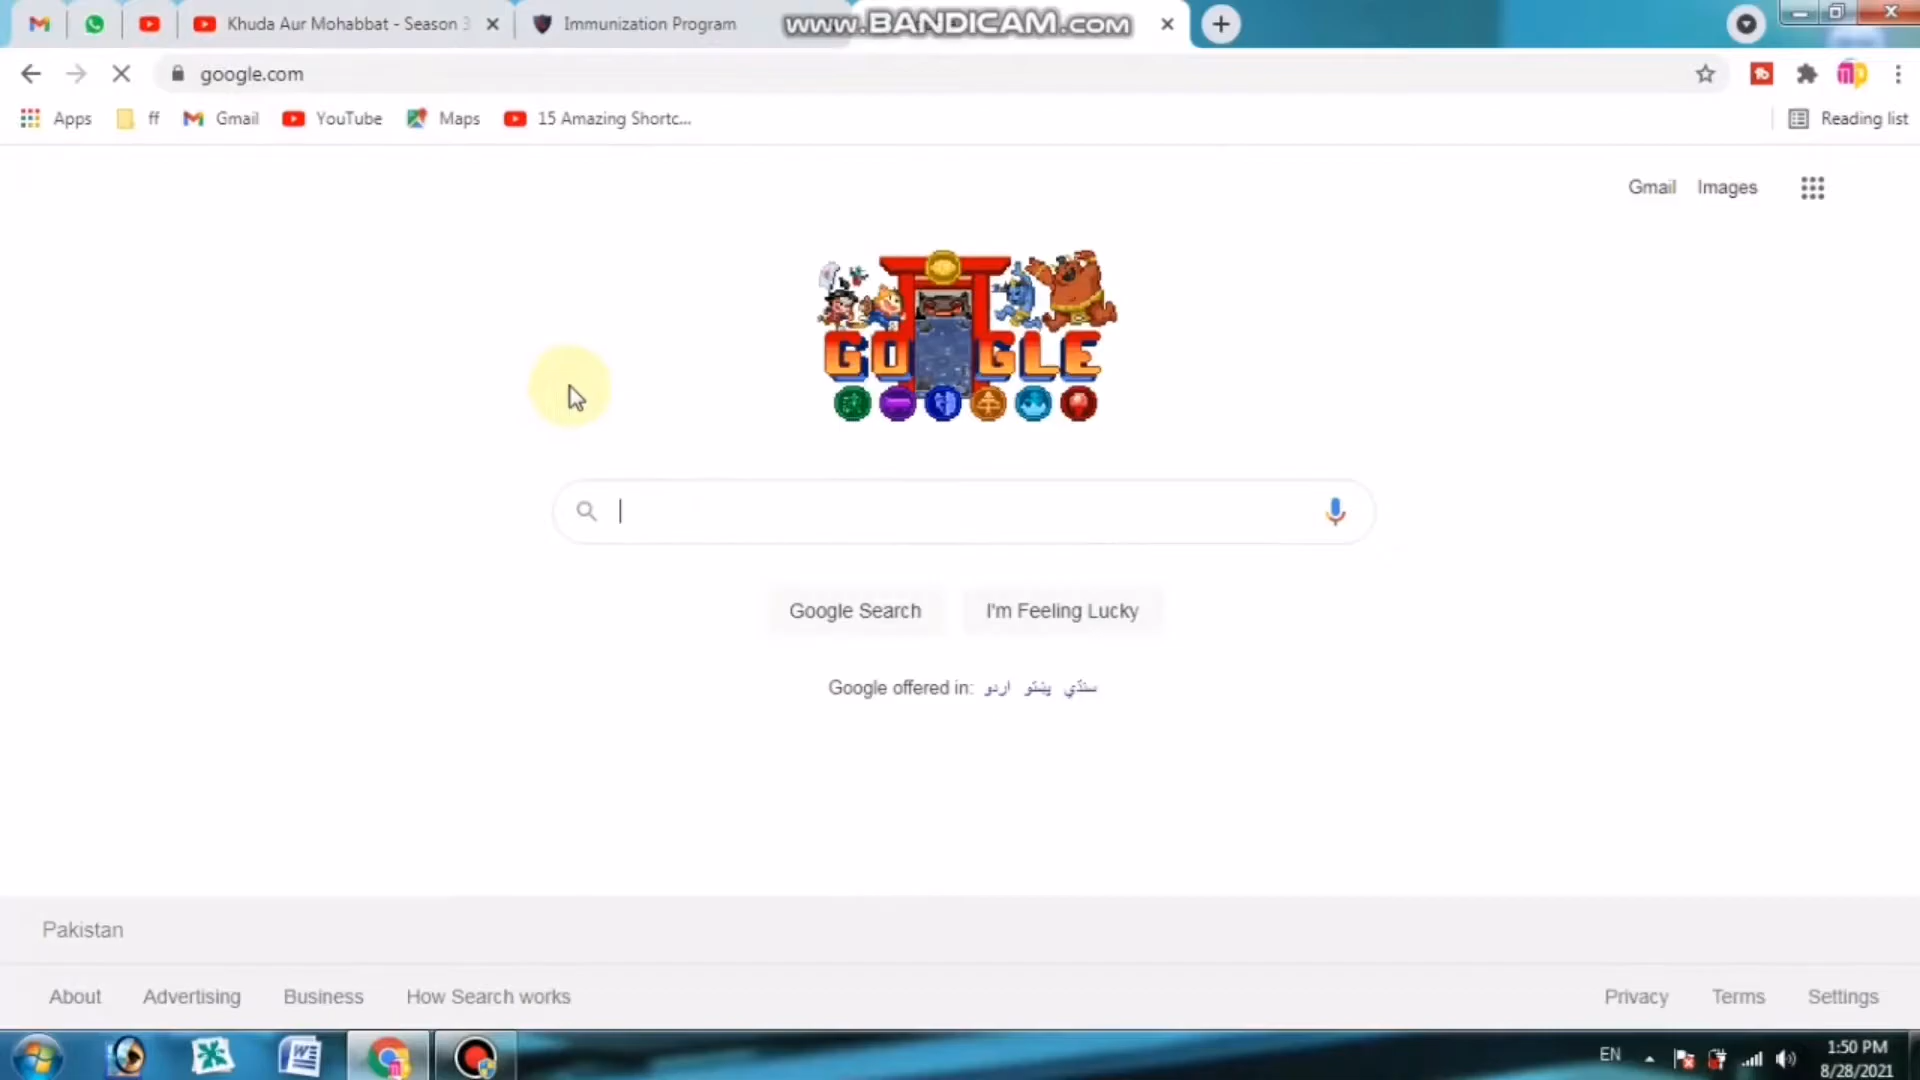 Khuda Aur Mohabbat - Season 3
Immunization Program
www.BANDICAM.com
google.com
Apps
ff
Gmail
YouTube
Maps
15 Amazing Shortc...
Reading list
Gmail
Images
GOOGLE
Google Search
I'm Feeling Lucky
Google offered in: اردو پښتو سنڌي
Pakistan
About
Advertising
Business
How Search works
Privacy
Terms
Settings
EN
1:50 PM
8/28/2021